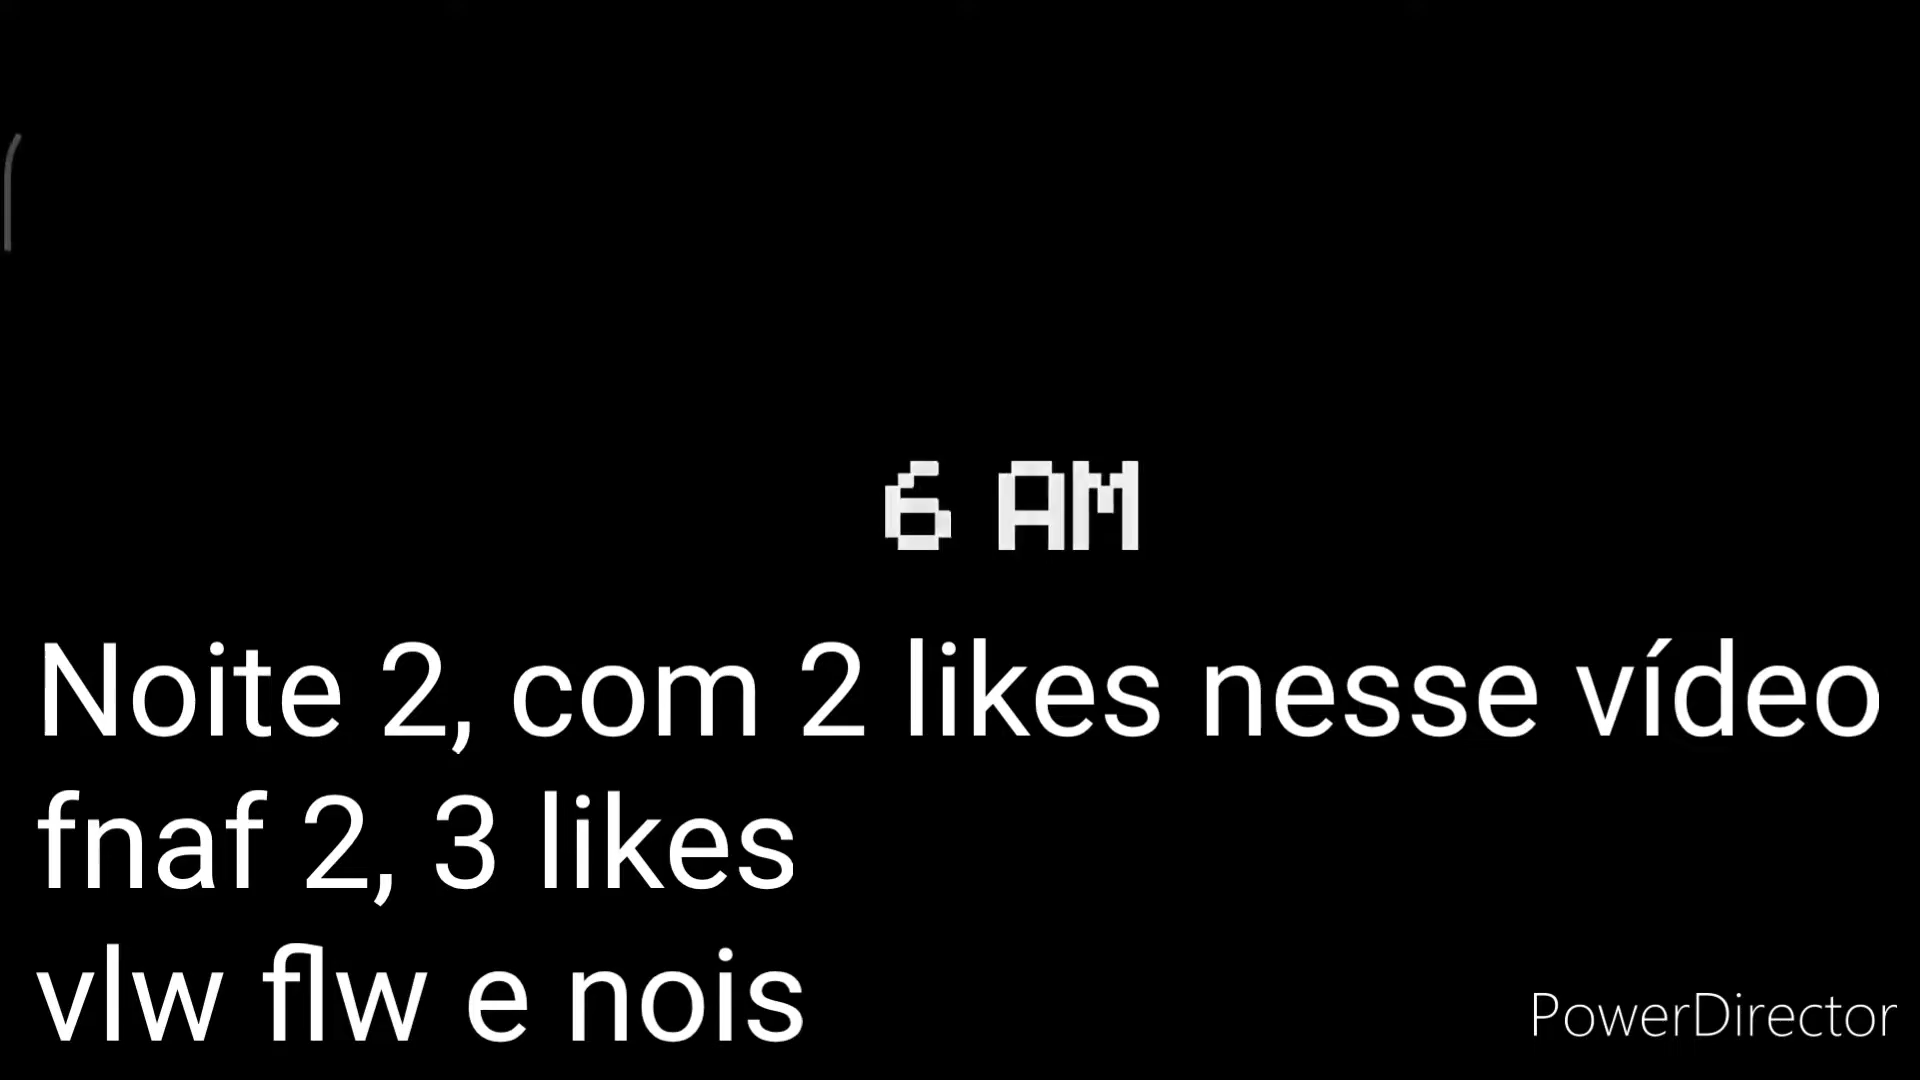 6 AM
Noite 2, com 2 likes nesse vídeo
fnaf 2, 3 likes
vlw flw e nois
PowerDirector